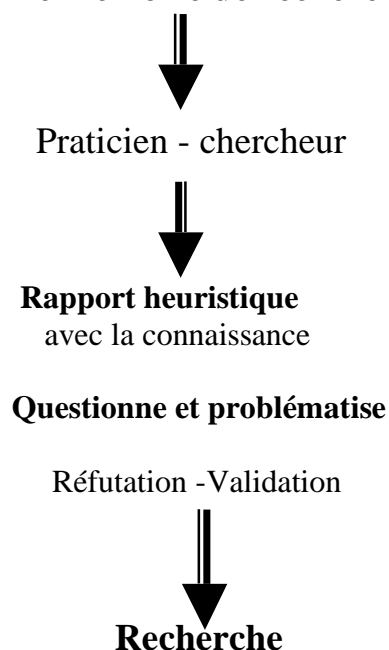 Praticien - chercheur
Rapport heuristique
avec la connaissance
Questionne et problématise
Réfutation -Validation
Recherche